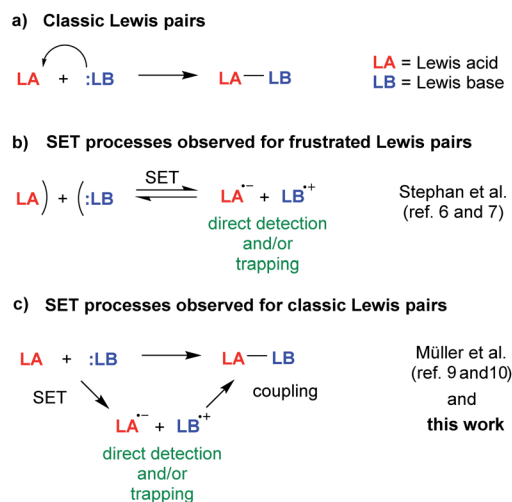 a) Classic Lewis pairs
LA + :LB LA—LB
LA = Lewis acid
LB = Lewis base
b) SET processes observed for frustrated Lewis pairs
LA) + (:LB
SET
LA•− + LB•+
direct detection
and/or
trapping
Stephan et al.
(ref. 6 and 7)
c) SET processes observed for classic Lewis pairs
LA + :LB LA—LB
SET
coupling
LA•− + LB•+
direct detection
and/or
trapping
Müller et al.
(ref. 9 and10)
and
this work